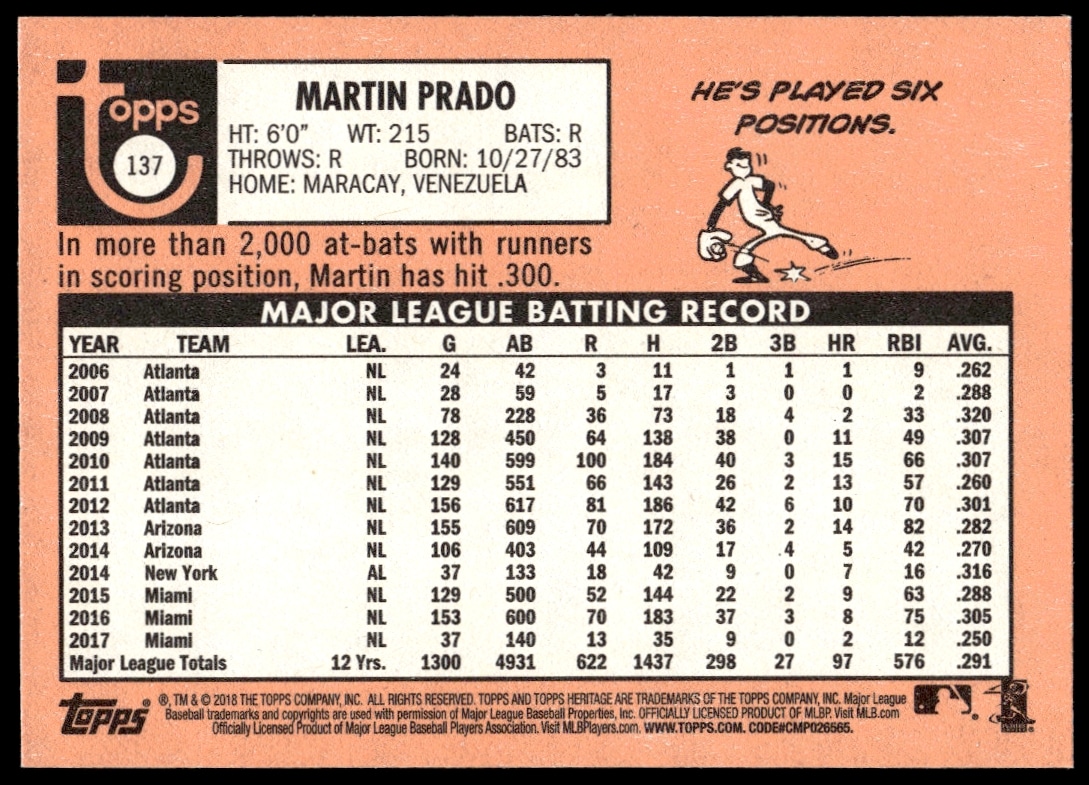 topps
137
MARTIN PRADO
HT: 6'0" WT: 215 BATS: R
THROWS: R BORN: 10/27/83
HOME: MARACAY, VENEZUELA
HE'S PLAYED SIX
POSITIONS.
In more than 2,000 at-bats with runners
in scoring position, Martin has hit .300.
MAJOR LEAGUE BATTING RECORD
YEAR TEAM LEA. G AB R H 2B 3B HR RBI AVG.
2006 Atlanta NL 24 42 3 11 1 1 1 9 .262
2007 Atlanta NL 28 59 5 17 3 0 0 2 .288
2008 Atlanta NL 78 228 36 73 18 4 2 33 .320
2009 Atlanta NL 128 450 64 138 38 0 11 49 .307
2010 Atlanta NL 140 599 100 184 40 3 15 66 .307
2011 Atlanta NL 129 551 66 143 26 2 13 57 .260
2012 Atlanta NL 156 617 81 186 42 6 10 70 .301
2013 Arizona NL 155 609 70 172 36 2 14 82 .282
2014 Arizona NL 106 403 44 109 17 4 5 42 .270
2014 New York AL 37 133 18 42 9 0 7 16 .316
2015 Miami NL 129 500 52 144 22 2 9 63 .288
2016 Miami NL 153 600 70 183 37 3 8 75 .305
2017 Miami NL 37 140 13 35 9 0 2 12 .250
Major League Totals 12 Yrs. 1300 4931 622 1437 298 27 97 576 .291
Topps ®, TM & © 2018 THE TOPPS COMPANY, INC. ALL RIGHTS RESERVED. TOPPS AND TOPPS HERITAGE ARE TRADEMARKS OF THE TOPPS COMPANY, INC. Major League
Baseball trademarks and copyrights are used with permission of Major League Baseball Properties, Inc. OFFICIALLY LICENSED PRODUCT OF MLBP. Visit MLB.com
Officially Licensed Product of Major League Baseball Players Association. Visit MLBPlayers.com. WWW.TOPPS.COM. CODE#CMP026565.